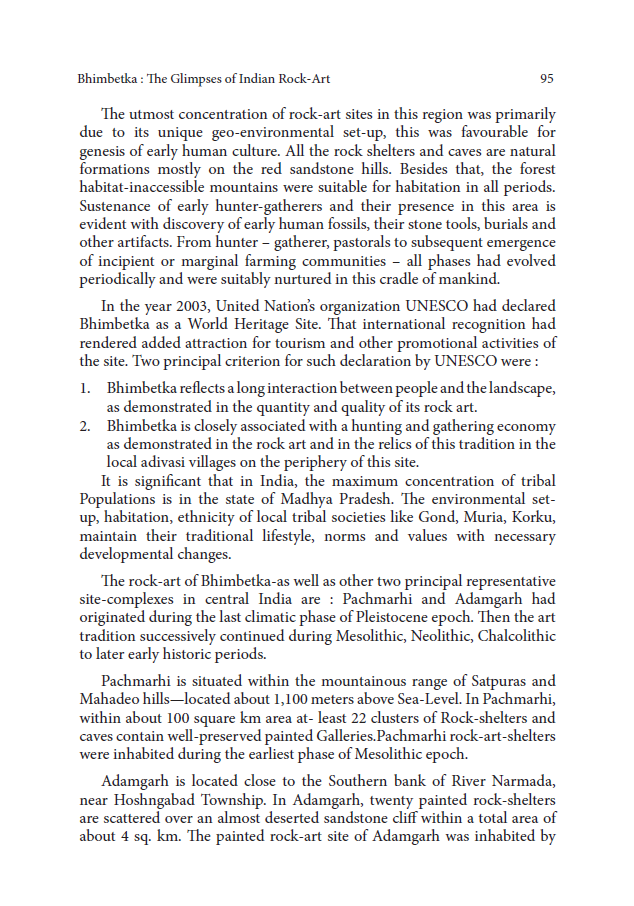 Bhimbetka : The Glimpses of Indian Rock-Art 95
The utmost concentration of rock-art sites in this region was primarily
due to its unique geo-environmental set-up, this was favourable for
genesis of early human culture. All the rock shelters and caves are natural
formations mostly on the red sandstone hills. Besides that, the forest
habitat-inaccessible mountains were suitable for habitation in all periods.
Sustenance of early hunter-gatherers and their presence in this area is
evident with discovery of early human fossils, their stone tools, burials and
other artifacts. From hunter – gatherer, pastorals to subsequent emergence
of incipient or marginal farming communities – all phases had evolved
periodically and were suitably nurtured in this cradle of mankind.
In the year 2003, United Nation's organization UNESCO had declared
Bhimbetka as a World Heritage Site. That international recognition had
rendered added attraction for tourism and other promotional activities of
the site. Two principal criterion for such declaration by UNESCO were :
1. Bhimbetka reflects a long interaction between people and the landscape,
as demonstrated in the quantity and quality of its rock art.
2. Bhimbetka is closely associated with a hunting and gathering economy
as demonstrated in the rock art and in the relics of this tradition in the
local adivasi villages on the periphery of this site.
It is significant that in India, the maximum concentration of tribal
Populations is in the state of Madhya Pradesh. The environmental set-
up, habitation, ethnicity of local tribal societies like Gond, Muria, Korku,
maintain their traditional lifestyle, norms and values with necessary
developmental changes.
The rock-art of Bhimbetka-as well as other two principal representative
site-complexes in central India are : Pachmarhi and Adamgarh had
originated during the last climatic phase of Pleistocene epoch. Then the art
tradition successively continued during Mesolithic, Neolithic, Chalcolithic
to later early historic periods.
Pachmarhi is situated within the mountainous range of Satpuras and
Mahadeo hills—located about 1,100 meters above Sea-Level. In Pachmarhi,
within about 100 square km area at- least 22 clusters of Rock-shelters and
caves contain well-preserved painted Galleries.Pachmarhi rock-art-shelters
were inhabited during the earliest phase of Mesolithic epoch.
Adamgarh is located close to the Southern bank of River Narmada,
near Hoshngabad Township. In Adamgarh, twenty painted rock-shelters
are scattered over an almost deserted sandstone cliff within a total area of
about 4 sq. km. The painted rock-art site of Adamgarh was inhabited by